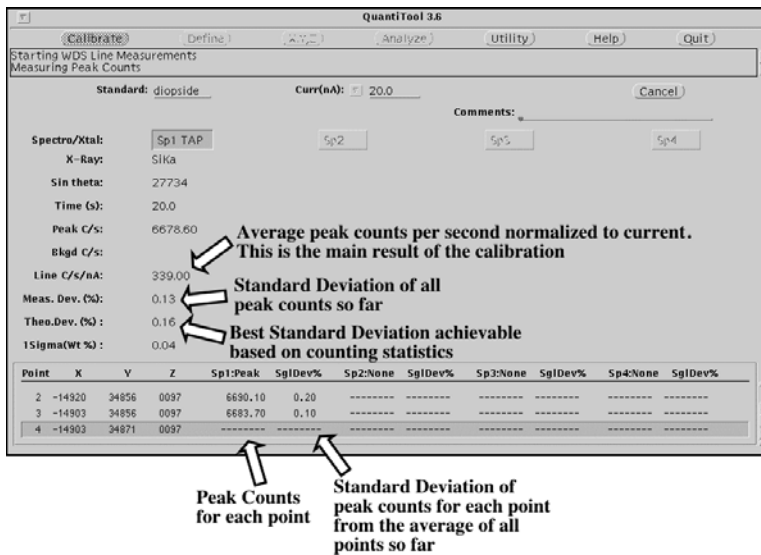 QuantiTool 3.6
Calibrate Define X,Y,Z Analyze Utility Help Quit
Starting WDS Line Measurements
Measuring Peak Counts
Standard: diopside Curr(nA): 20.0 Cancel
Comments:
Spectro/Xtal: Sp1 TAP Sp2 Sp3 Sp4
X-Ray: SiKa
Sin theta: 27734
Time (s): 20.0
Peak C/s: 6678.60
Average peak counts per second normalized to current.
This is the main result of the calibration
Bkgd C/s:
Line C/s/nA: 339.00
Standard Deviation of all
peak counts so far
Meas. Dev. (%): 0.13
Theo.Dev. (%) : 0.16
Best Standard Deviation achievable
based on counting statistics
1Sigma(Wt %) : 0.04
Point X Y Z Sp1:Peak SglDev% Sp2:None SglDev% Sp3:None SglDev% Sp4:None SglDev%
2 -14920 34856 0097 6690.10 0.20 -------- -------- -------- -------- -------- --------
3 -14903 34856 0097 6683.70 0.10 -------- -------- -------- -------- -------- --------
4 -14903 34871 0097 -------- -------- -------- -------- -------- -------- -------- --------
Peak Counts
for each point
Standard Deviation of
peak counts for each point
from the average of all
points so far